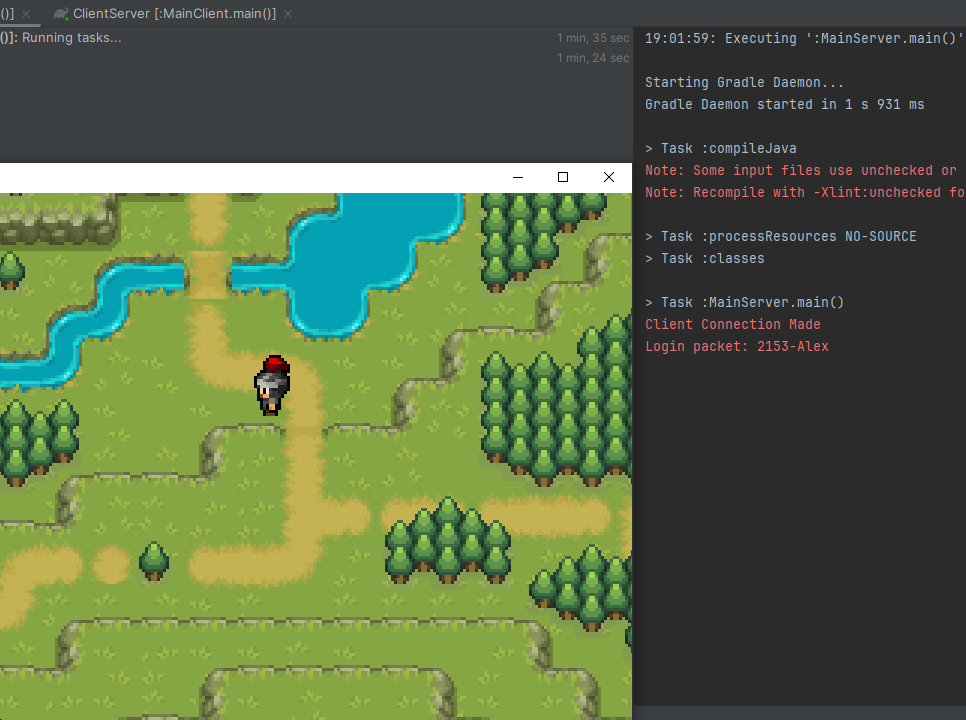 ()] ClientServer [:MainClient.main()]
()]: Running tasks... 1 min, 35 sec
1 min, 24 sec
19:01:59: Executing ':MainServer.main()'
Starting Gradle Daemon...
Gradle Daemon started in 1 s 931 ms
> Task :compileJava
Note: Some input files use unchecked or
Note: Recompile with -Xlint:unchecked fo
> Task :processResources NO-SOURCE
> Task :classes
> Task :MainServer.main()
Client Connection Made
Login packet: 2153-Alex